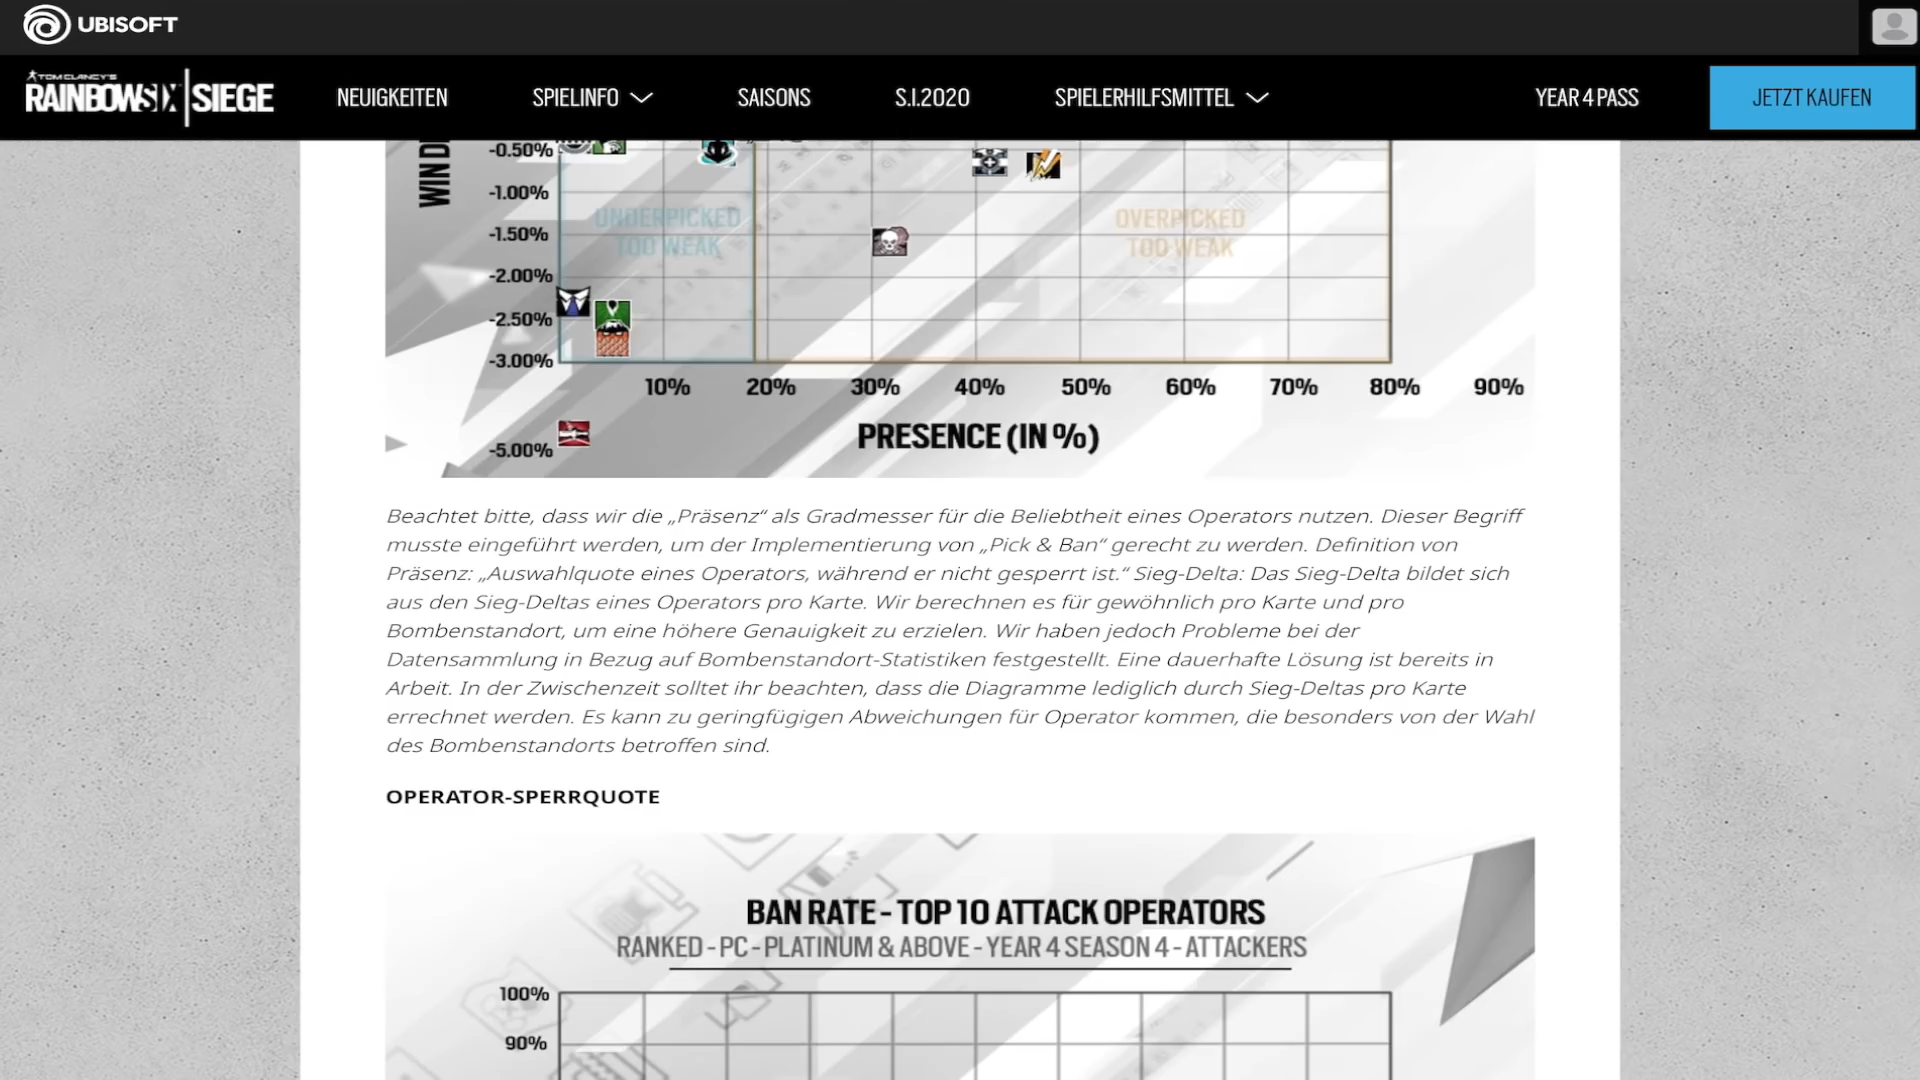 UBISOFT
TOM CLANCY'S
RAINBOWSIX | SIEGE
NEUIGKEITEN
SPIELINFO
SAISONS
S.I.2020
SPIELERHILFSMITTEL
YEAR 4 PASS
JETZT KAUFEN
WIN D
-0.50%
-1.00%
-1.50%
-2.00%
-2.50%
-3.00%
-5.00%
UNDERPICKED
TOO WEAK
OVERPICKED
TOO WEAK
10% 20% 30% 40% 50% 60% 70% 80% 90%
PRESENCE (IN %)
Beachtet bitte, dass wir die „Präsenz“ als Gradmesser für die Beliebtheit eines Operators nutzen. Dieser Begriff
musste eingeführt werden, um der Implementierung von „Pick & Ban“ gerecht zu werden. Definition von
Präsenz: „Auswahlquote eines Operators, während er nicht gesperrt ist.“ Sieg-Delta: Das Sieg-Delta bildet sich
aus den Sieg-Deltas eines Operators pro Karte. Wir berechnen es für gewöhnlich pro Karte und pro
Bombenstandort, um eine höhere Genauigkeit zu erzielen. Wir haben jedoch Probleme bei der
Datensammlung in Bezug auf Bombenstandort-Statistiken festgestellt. Eine dauerhafte Lösung ist bereits in
Arbeit. In der Zwischenzeit solltet ihr beachten, dass die Diagramme lediglich durch Sieg-Deltas pro Karte
errechnet werden. Es kann zu geringfügigen Abweichungen für Operator kommen, die besonders von der Wahl
des Bombenstandorts betroffen sind.
OPERATOR-SPERRQUOTE
BAN RATE - TOP 10 ATTACK OPERATORS
RANKED - PC - PLATINUM & ABOVE - YEAR 4 SEASON 4 - ATTACKERS
100%
90%